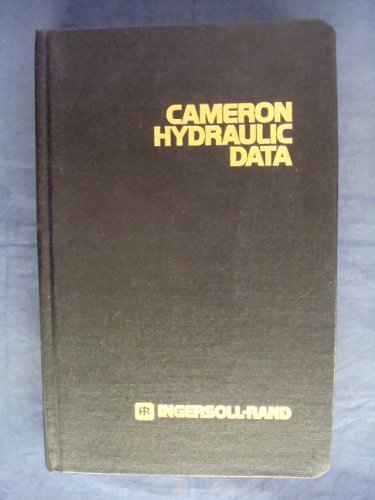 CAMERON
HYDRAULIC
DATA
IR INGERSOLL-RAND